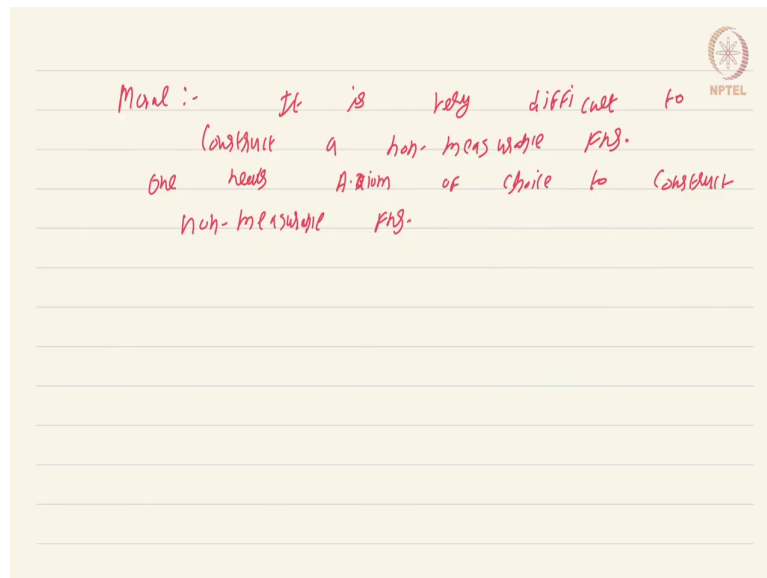 NPTEL
Moral :- It is very difficult to
Construct a non-measurable Fns.
One needs Axiom of choice to Construct
non-measurable Fns.